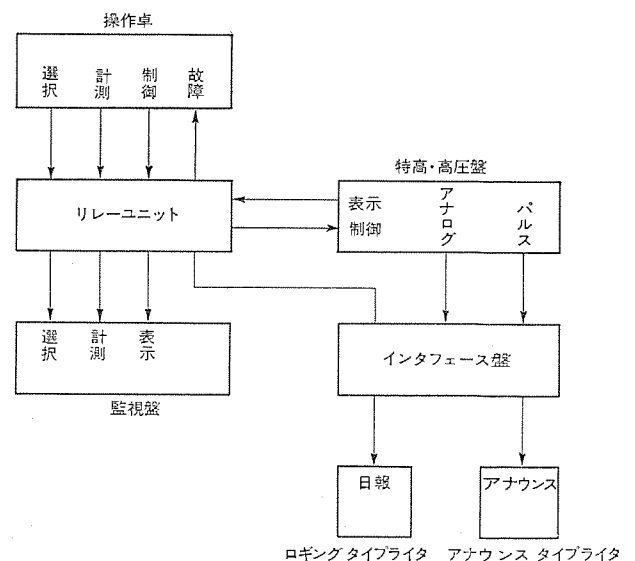 操作卓
選択
計測
制御
故障
リレーユニット
特高・高圧盤
表示
制御
アナログ
パルス
選択
計測
表示
監視盤
インタフェース盤
日報
アナウンス
ロギング タイプライタ
アナウンス タイプライタ